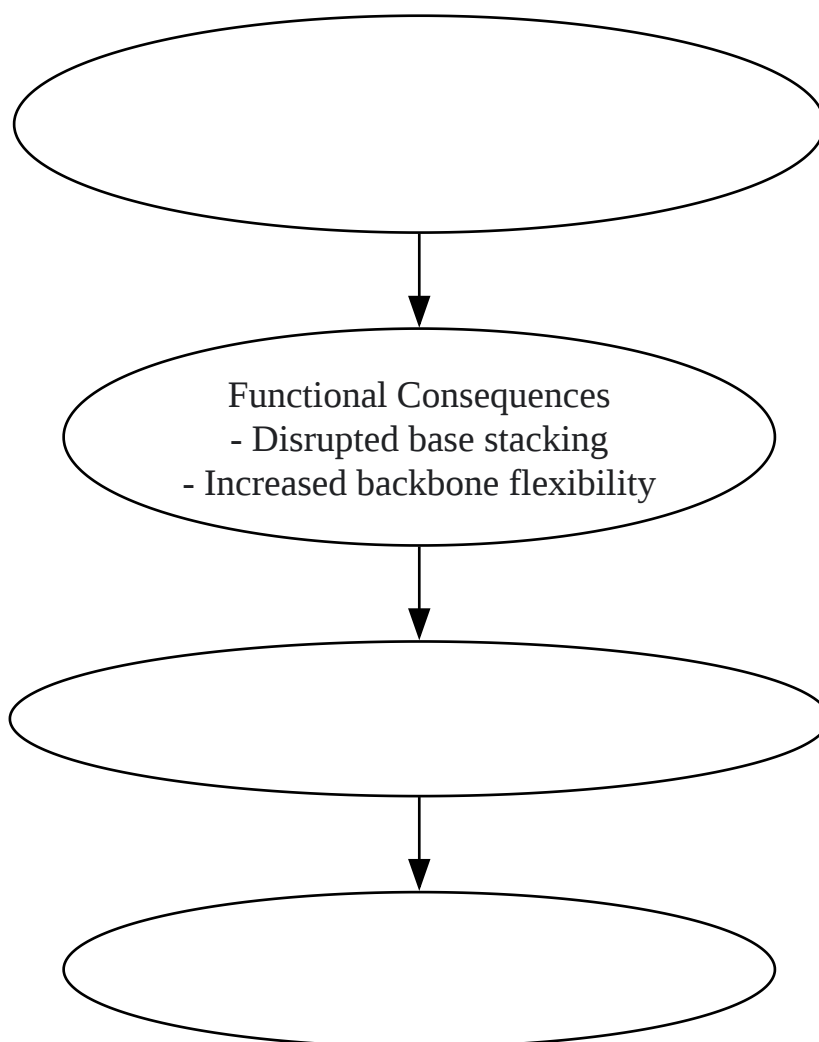 Functional Consequences
- Disrupted base stacking
- Increased backbone flexibility